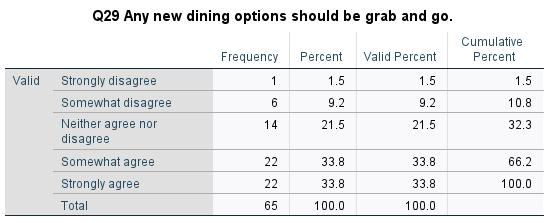 Q29 Any new dining options should be grab and go.
Frequency Percent Valid Percent Cumulative Percent
Valid Strongly disagree 1 1.5 1.5 1.5
Somewhat disagree 6 9.2 9.2 10.8
Neither agree nor disagree 14 21.5 21.5 32.3
Somewhat agree 22 33.8 33.8 66.2
Strongly agree 22 33.8 33.8 100.0
Total 65 100.0 100.0